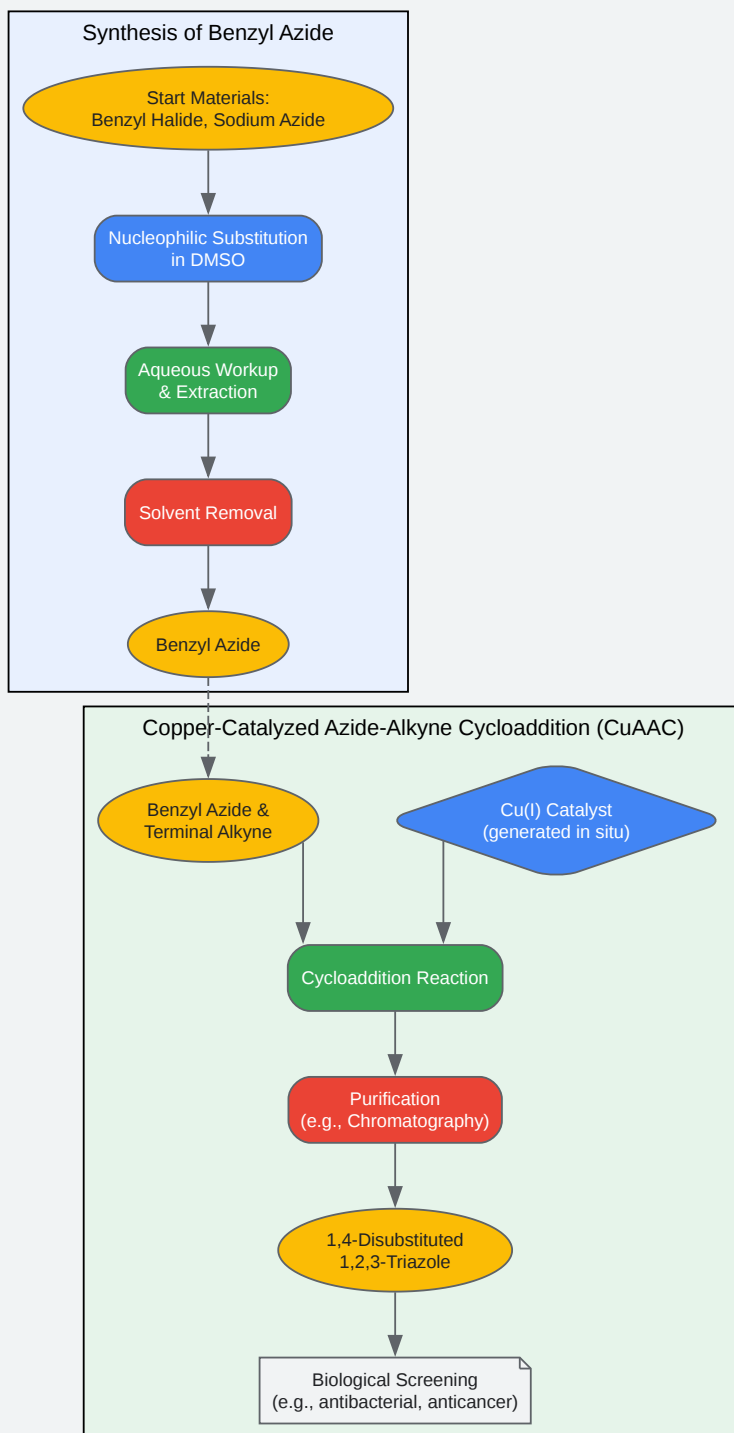 Synthesis of Benzyl Azide
Start Materials:
Benzyl Halide, Sodium Azide
Nucleophilic Substitution
in DMSO
Aqueous Workup
& Extraction
Solvent Removal
Benzyl Azide
Copper-Catalyzed Azide-Alkyne Cycloaddition (CuAAC)
Benzyl Azide &
Terminal Alkyne
Cu(I) Catalyst
(generated in situ)
Cycloaddition Reaction
Purification
(e.g., Chromatography)
1,4-Disubstituted
1,2,3-Triazole
Biological Screening
(e.g., antibacterial, anticancer)